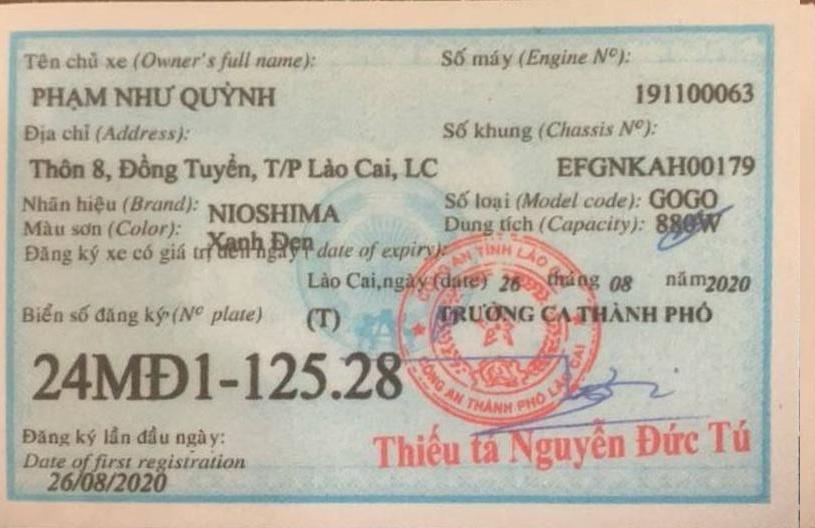 Tên chủ xe (Owner's full name):
PHẠM NHƯ QUỲNH
Số máy (Engine Nº):
191100063
Địa chỉ (Address):
Thôn 8, Đồng Tuyển, T/P Lào Cai, LC
Số khung (Chassis Nº):
EFGNKAH00179
Nhãn hiệu (Brand): NIOSHIMA
Số loại (Model code): GOGO
Màu sơn (Color): Xanh Đen
Dung tích (Capacity): 880W
Đăng ký xe có giá trị đến ngày (date of expiry):
Lào Cai, ngày (date) 26 tháng 08 năm 2020
Biển số đăng ký (Nº plate) (T)
TRƯỞNG CA THÀNH PHỐ
24MĐ1-125.28
CÔNG AN TỈNH LÀO CAI
CÔNG AN THÀNH PHỐ LÀO CAI
Đăng ký lần đầu ngày:
Date of first registration
26/08/2020
Thiếu tá Nguyễn Đức Tú